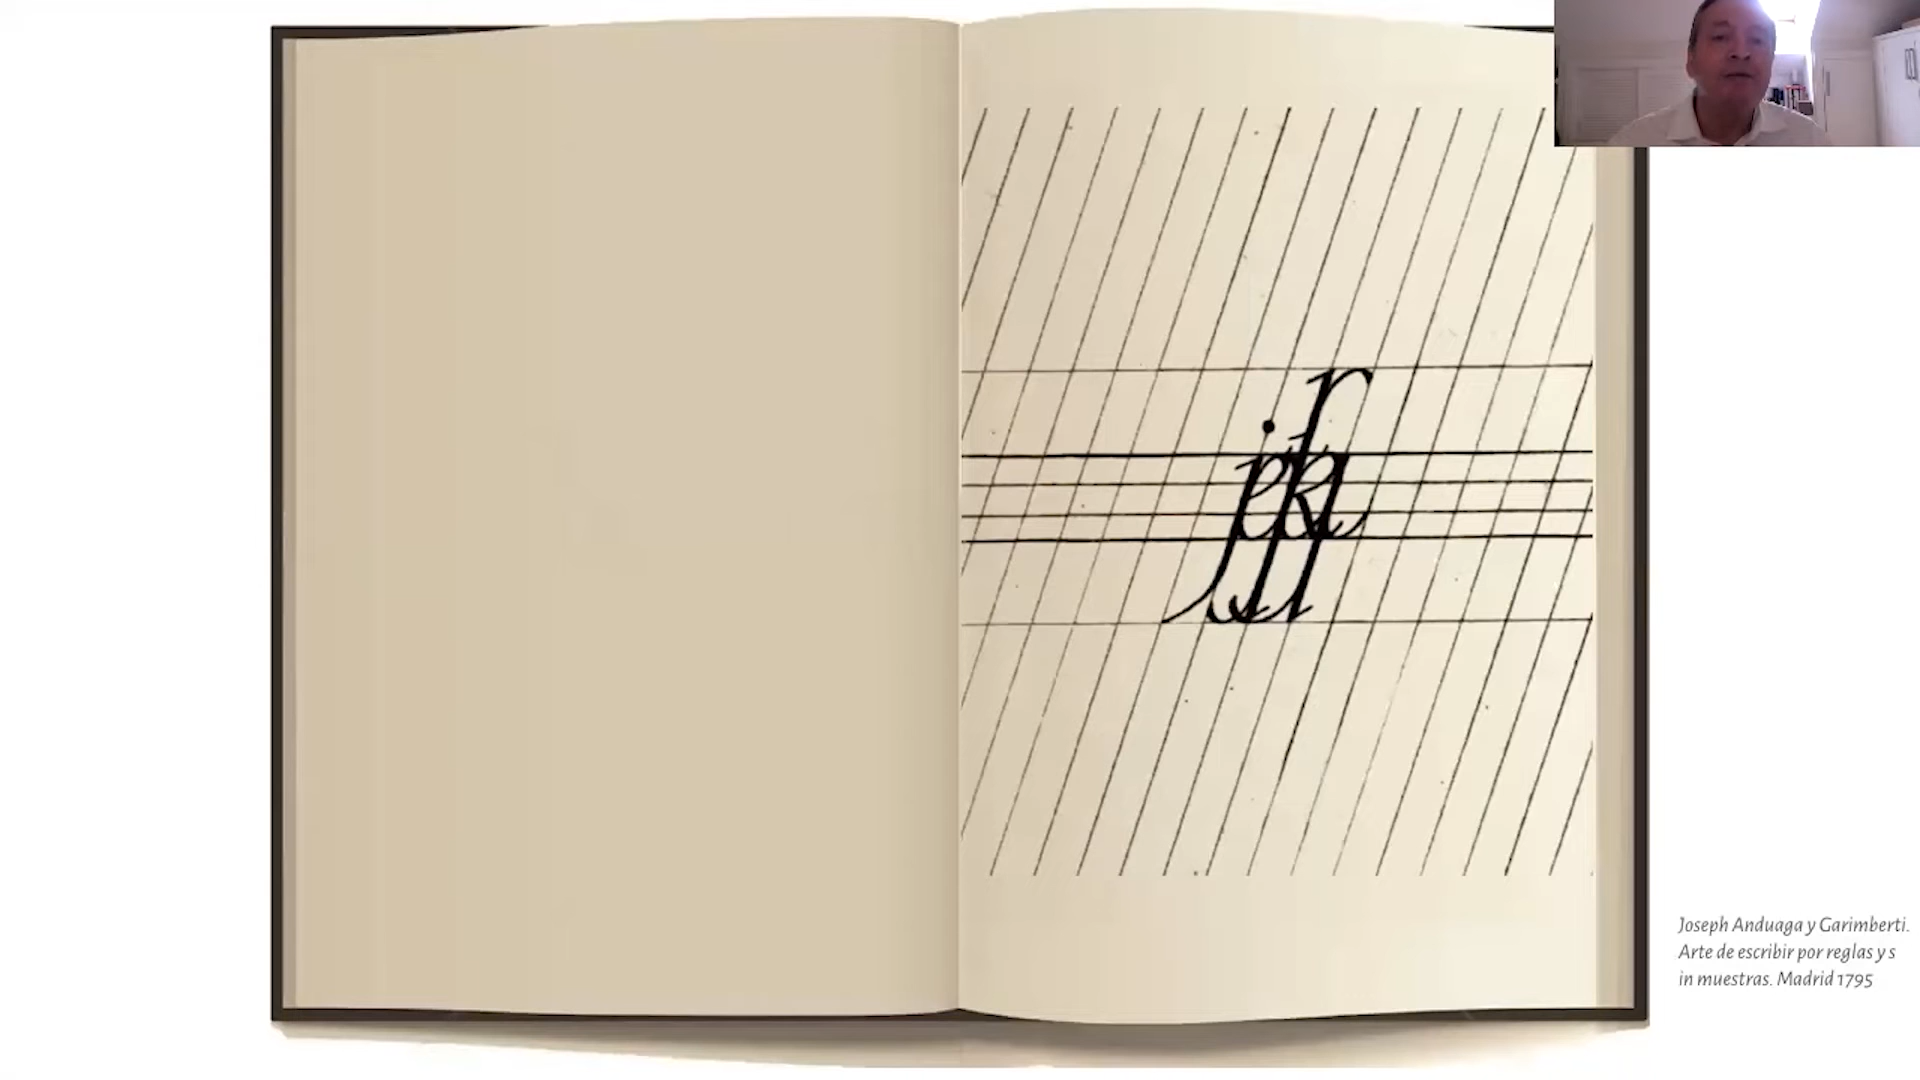 Joseph Anduaga y Garimberti.
Arte de escribir por reglas y s
in muestras. Madrid 1795